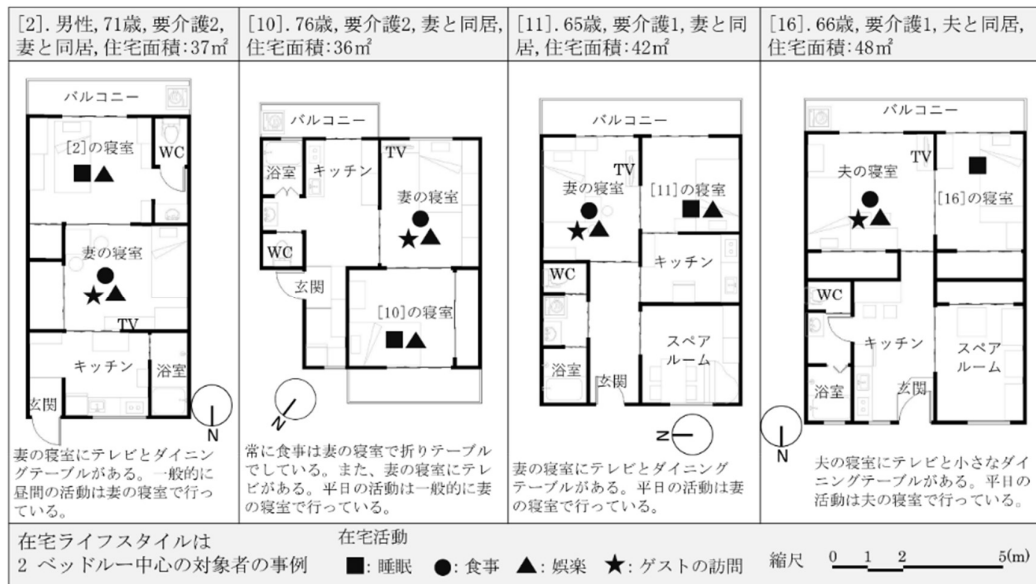 [2]. 男性, 71歳, 要介護2,
妻と同居, 住宅面積:37㎡
バルコニー
[2]の寝室
WC
妻の寝室
TV
キッチン
浴室
玄関
N
妻の寝室にテレビとダイニン
グテーブルがある。一般的に
昼間の活動は妻の寝室で行っ
ている。
[10]. 76歳, 要介護2, 妻と同居,
住宅面積:36㎡
バルコニー
浴室
キッチン
TV
妻の寝室
WC
玄関
[10]の寝室
N
常に食事は妻の寝室で折りテーブル
でしている。また、妻の寝室にテレ
ビがある。平日の活動は一般的に妻
の寝室で行っている。
[11]. 65歳, 要介護1, 妻と同
居, 住宅面積:42㎡
バルコニー
TV
妻の寝室
[11]の寝室
WC
キッチン
浴室
スペア
ルーム
玄関
N
妻の寝室にテレビとダイニング
テーブルがある。平日の活動は妻
の寝室で行っている。
[16]. 66歳, 要介護1, 夫と同居,
住宅面積:48㎡
バルコニー
TV
夫の寝室
[16]の寝室
WC
キッチン
スペア
ルーム
浴室
玄関
N
夫の寝室にテレビと小さなダイ
ニングテーブルがある。平日の
活動は夫の寝室で行っている。
在宅ライフスタイルは
2 ベッドルー中心の対象者の事例
在宅活動
■: 睡眠 ●: 食事 ▲: 娯楽 ★: ゲストの訪問
縮尺 0 1 2 5(m)